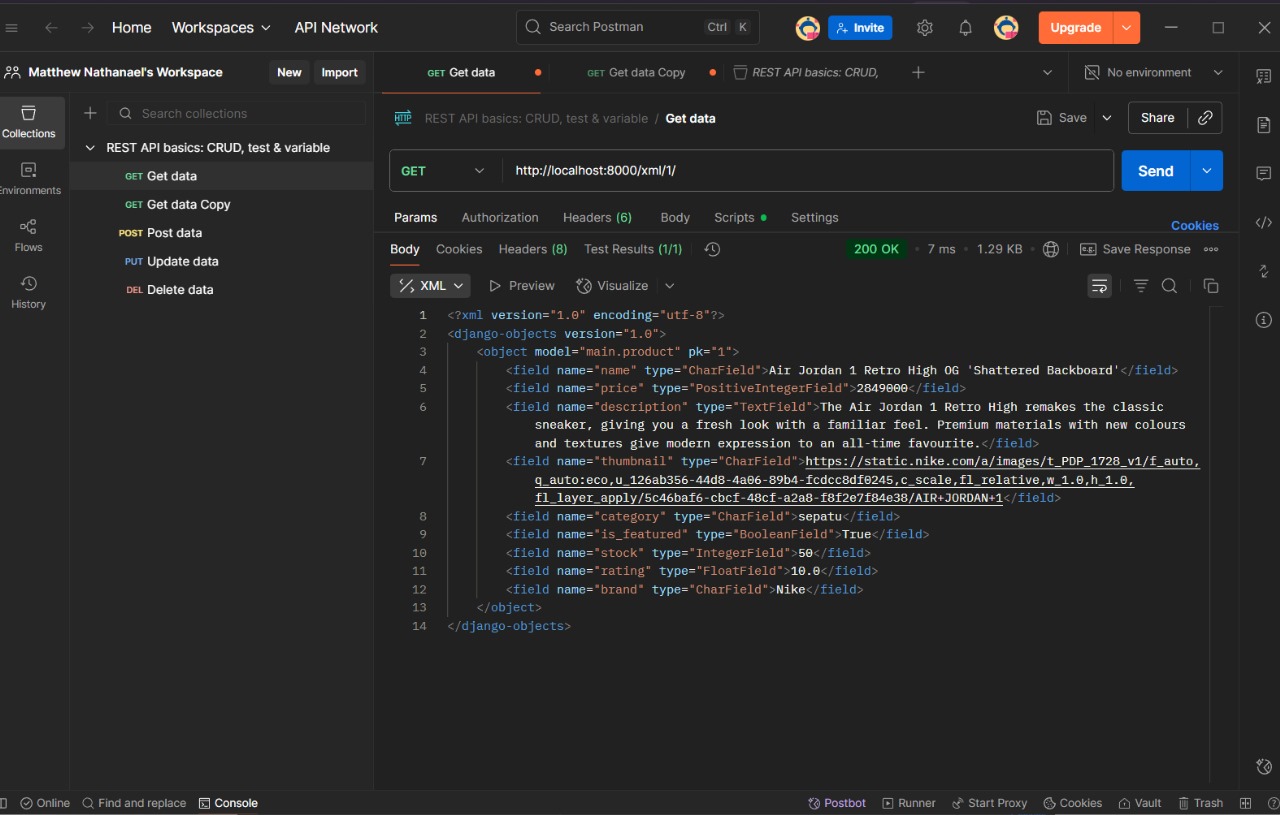 Home Workspaces API Network Search Postman Ctrl K Invite Upgrade
Matthew Nathanael's Workspace New Import GET Get data GET Get data Copy REST API basics: CRUD, No environment
Collections Search collections HTTP REST API basics: CRUD, test & variable / Get data Save Share
REST API basics: CRUD, test & variable
GET Get data
GET Get data Copy
POST Post data
PUT Update data
DEL Delete data
Environments
Flows
History
GET http://localhost:8000/xml/1/ Send
Params Authorization Headers (6) Body Scripts Settings Cookies
Body Cookies Headers (8) Test Results (1/1) 200 OK 7 ms 1.29 KB Save Response
XML Preview Visualize
1 <?xml version="1.0" encoding="utf-8"?>
2 <django-objects version="1.0">
3 <object model="main.product" pk="1">
4 <field name="name" type="CharField">Air Jordan 1 Retro High OG 'Shattered Backboard'</field>
5 <field name="price" type="PositiveIntegerField">2849000</field>
6 <field name="description" type="TextField">The Air Jordan 1 Retro High remakes the classic
sneaker, giving you a fresh look with a familiar feel. Premium materials with new colours
and textures give modern expression to an all-time favourite.</field>
7 <field name="thumbnail" type="CharField">https://static.nike.com/a/images/t_PDP_1728_v1/f_auto,
q_auto:eco,u_126ab356-44d8-4a06-89b4-fcdcc8df0245,c_scale,fl_relative,w_1.0,h_1.0,
fl_layer_apply/5c46baf6-cbcf-48cf-a2a8-f8f2e7f84e38/AIR+JORDAN+1</field>
8 <field name="category" type="CharField">sepatu</field>
9 <field name="is_featured" type="BooleanField">True</field>
10 <field name="stock" type="IntegerField">50</field>
11 <field name="rating" type="FloatField">10.0</field>
12 <field name="brand" type="CharField">Nike</field>
13 </object>
14 </django-objects>
Online Find and replace Console Postbot Runner Start Proxy Cookies Vault Trash